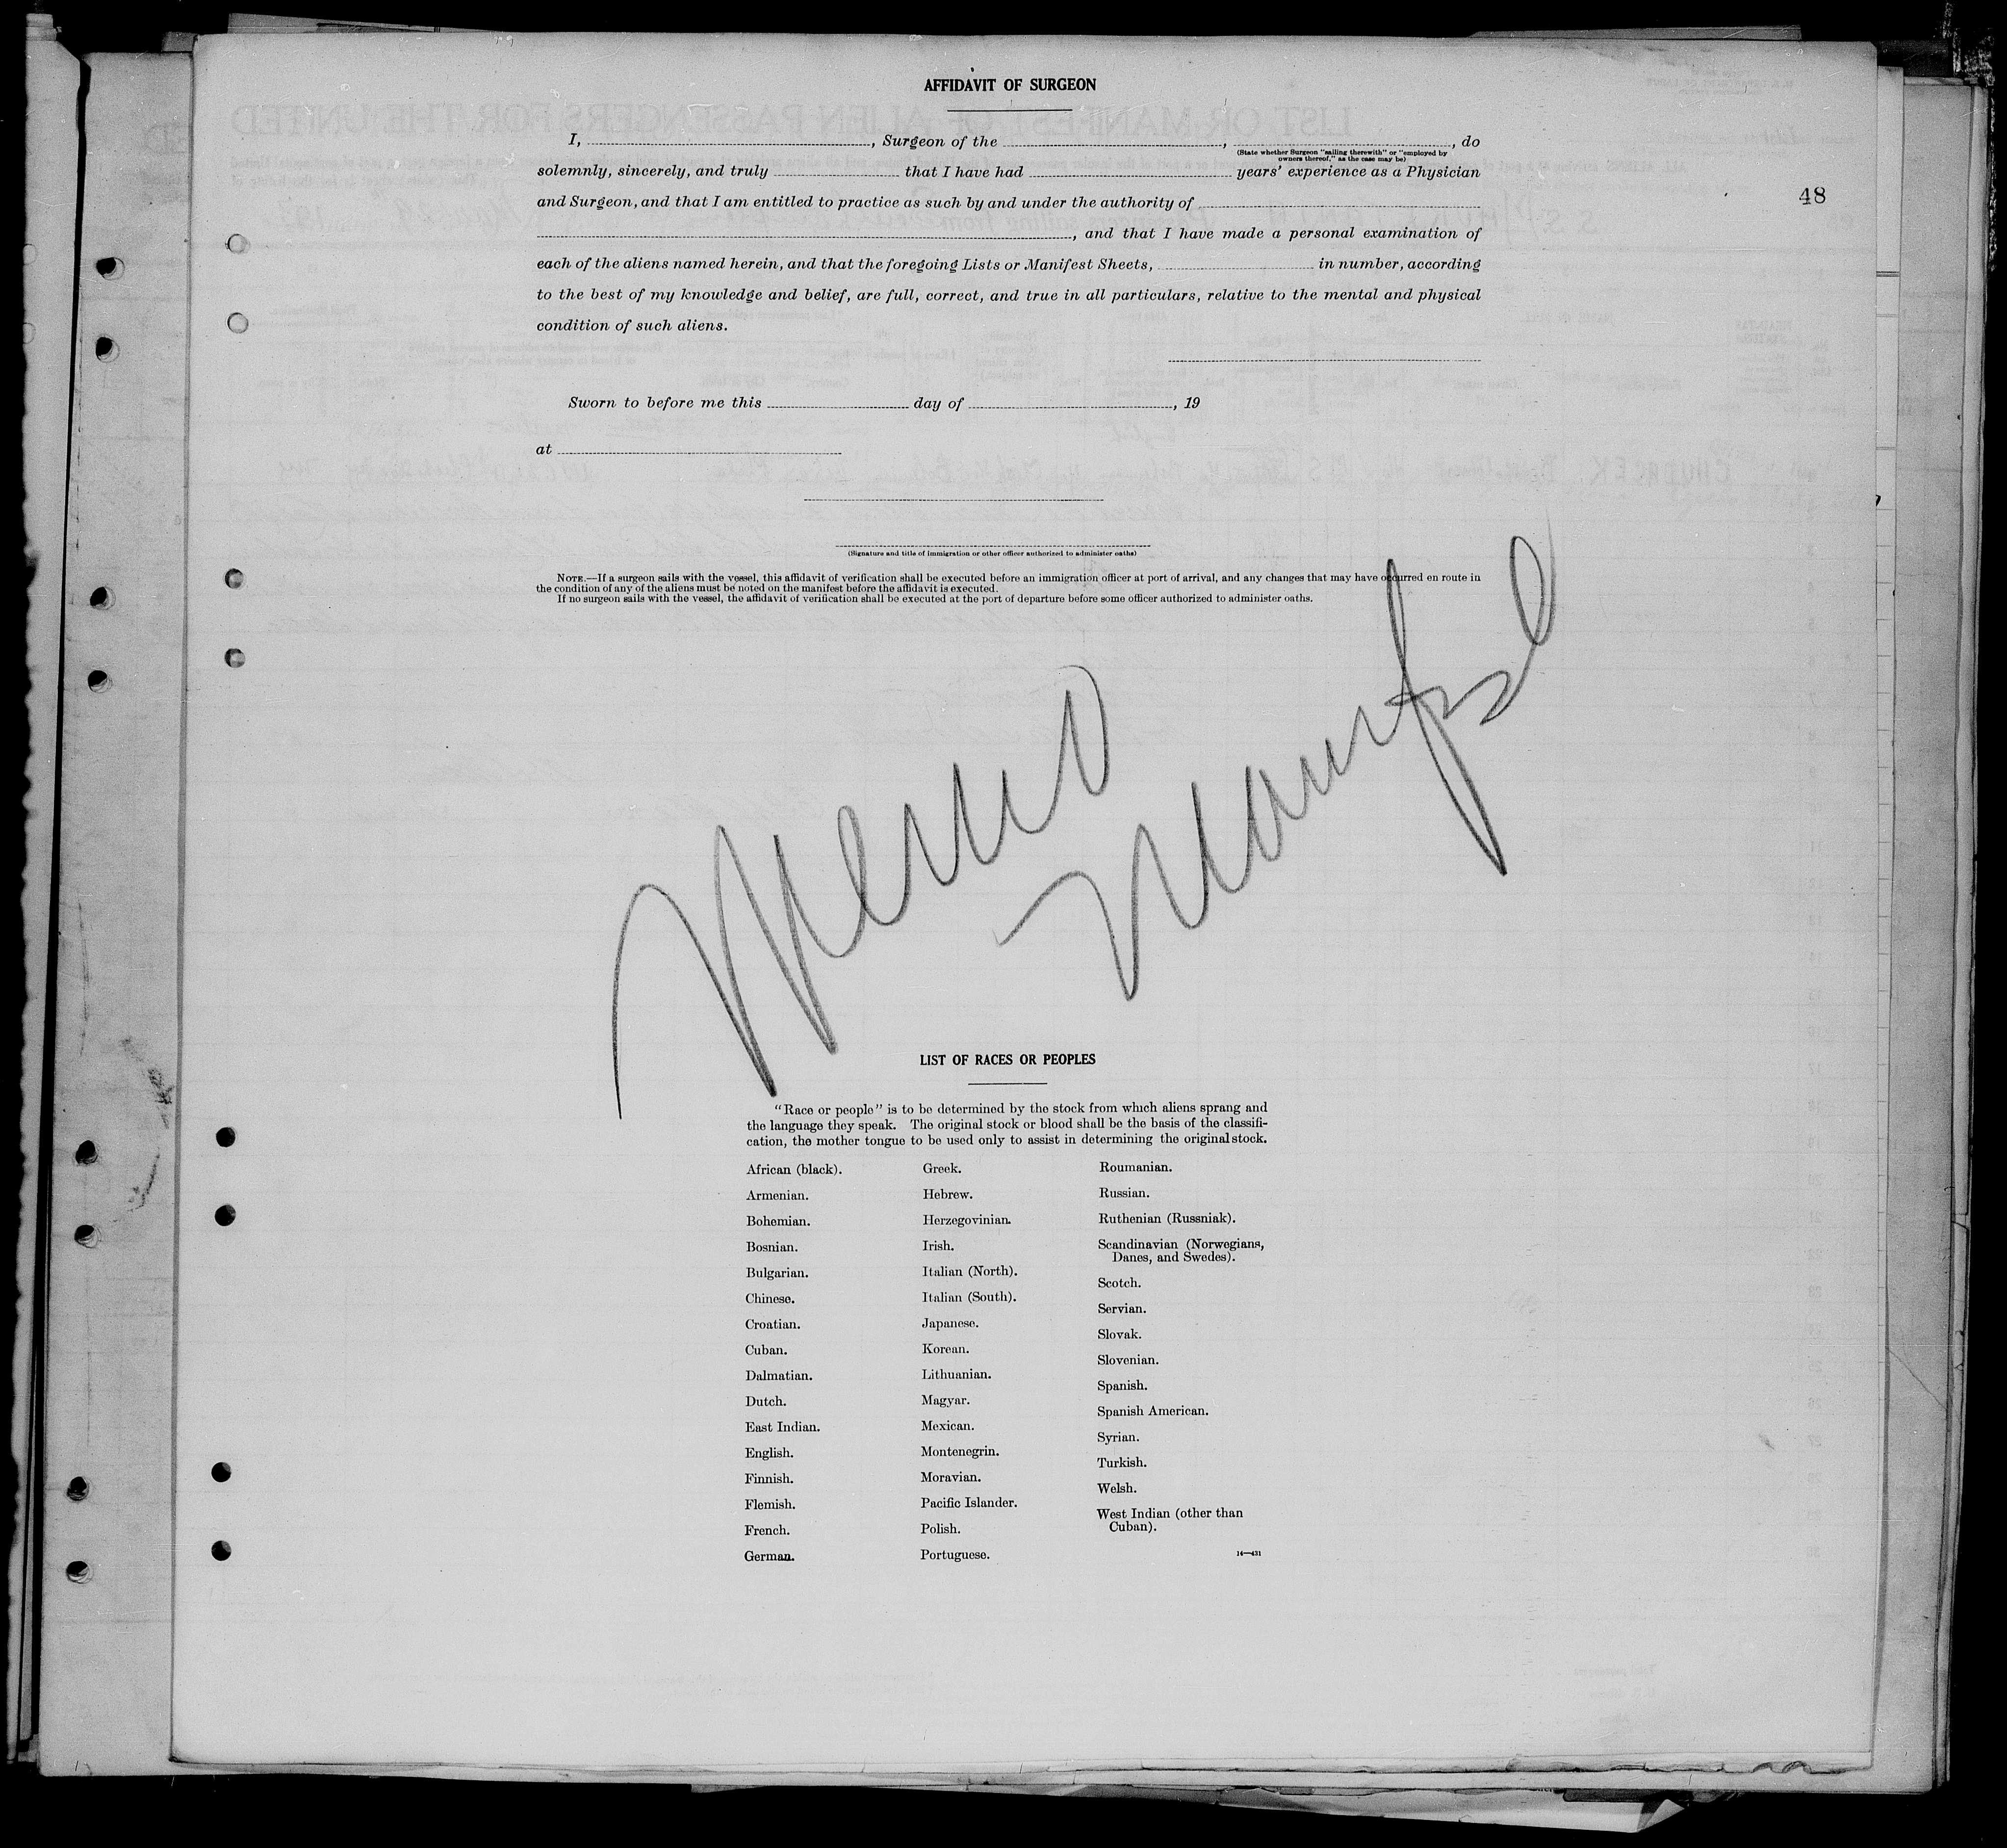 AFFIDAVIT OF SURGEON
I, , Surgeon of the , , do
(State whether Surgeon "sailing therewith" or "employed by
owners thereof," as the case may be)
solemnly, sincerely, and truly that I have had years' experience as a Physician
48
and Surgeon, and that I am entitled to practice as such by and under the authority of
, and that I have made a personal examination of
each of the aliens named herein, and that the foregoing Lists or Manifest Sheets, in number, according
to the best of my knowledge and belief, are full, correct, and true in all particulars, relative to the mental and physical
condition of such aliens.
Sworn to before me this day of , 19
at
(Signature and title of immigration or other officer authorized to administer oaths)
NOTE.—If a surgeon sails with the vessel, this affidavit of verification shall be executed before an immigration officer at port of arrival, and any changes that may have occurred en route in
the condition of any of the aliens must be noted on the manifest before the affidavit is executed.
If no surgeon sails with the vessel, the affidavit of verification shall be executed at the port of departure before some officer authorized to administer oaths.
Memo
LIST OF RACES OR PEOPLES
"Race or people" is to be determined by the stock from which aliens sprang and
the language they speak. The original stock or blood shall be the basis of the classifi-
cation, the mother tongue to be used only to assist in determining the original stock.
African (black).
Armenian.
Bohemian.
Bosnian.
Bulgarian.
Chinese.
Croatian.
Cuban.
Dalmatian.
Dutch.
East Indian.
English.
Finnish.
Flemish.
French.
German.
Greek.
Hebrew.
Herzegovinian.
Irish.
Italian (North).
Italian (South).
Japanese.
Korean.
Lithuanian.
Magyar.
Mexican.
Montenegrin.
Moravian.
Pacific Islander.
Polish.
Portuguese.
Roumanian.
Russian.
Ruthenian (Russniak).
Scandinavian (Norwegians,
Danes, and Swedes).
Scotch.
Servian.
Slovak.
Slovenian.
Spanish.
Spanish American.
Syrian.
Turkish.
Welsh.
West Indian (other than
Cuban).
14—431